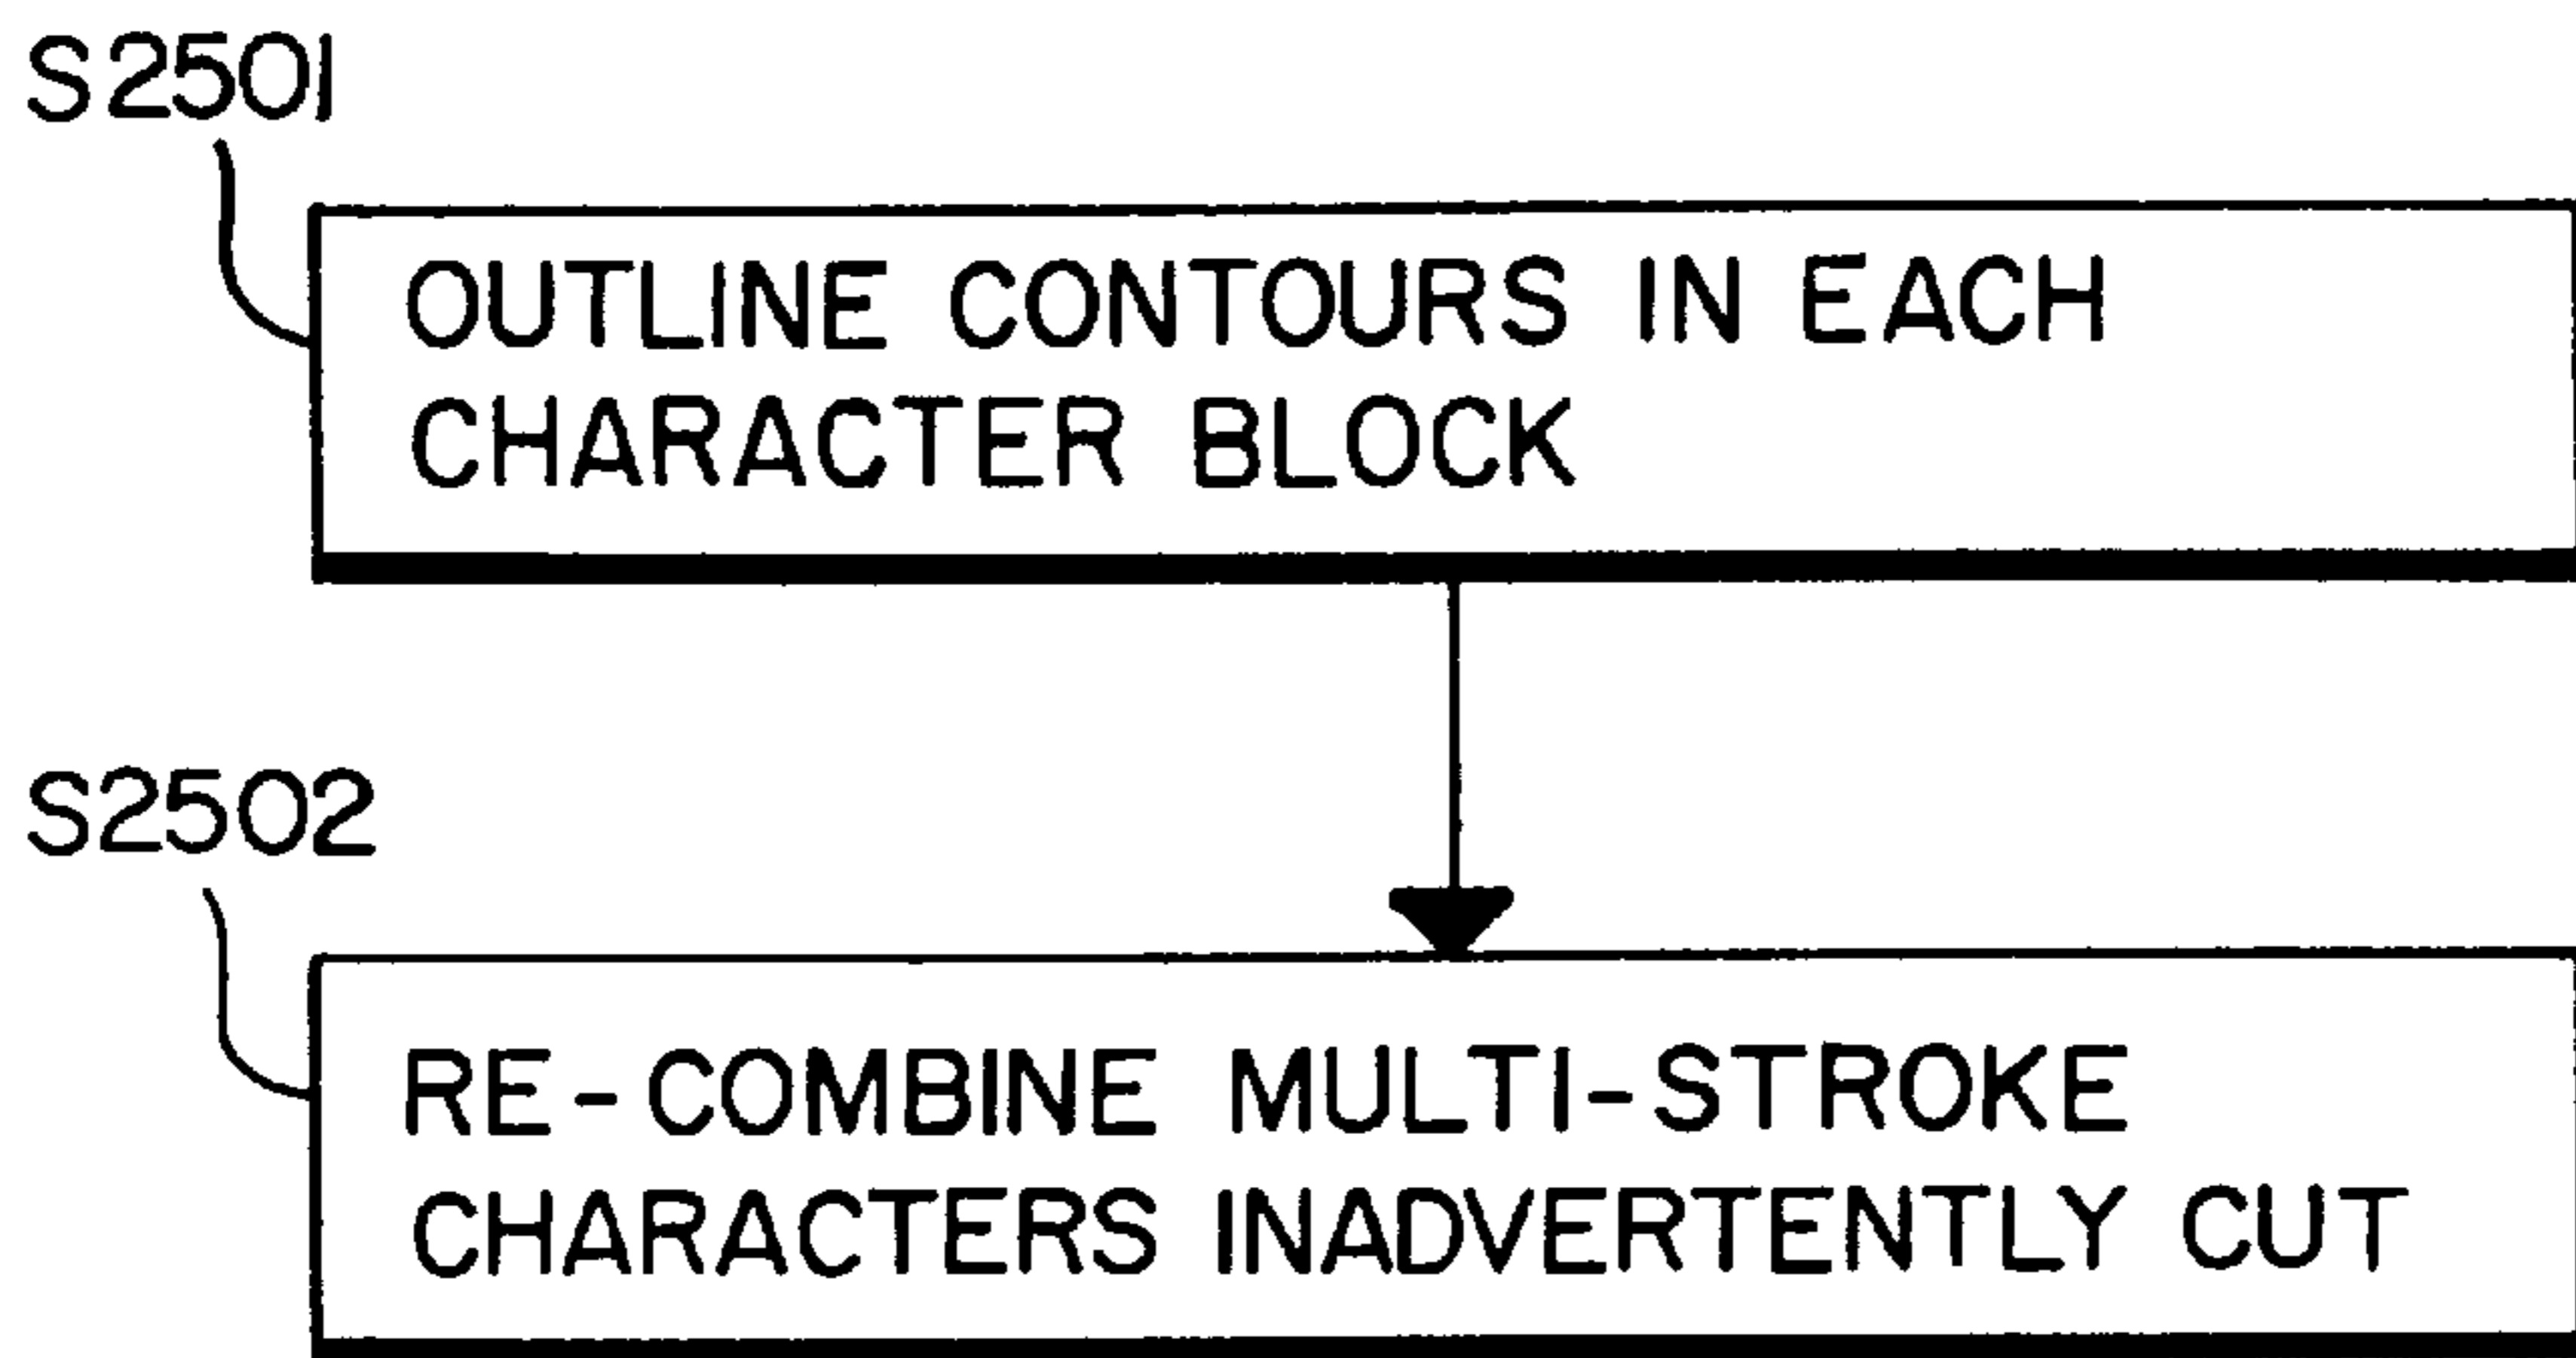 S2501
OUTLINE CONTOURS IN EACH
CHARACTER BLOCK
S2502
RE-COMBINE MULTI-STROKE
CHARACTERS INADVERTENTLY CUT